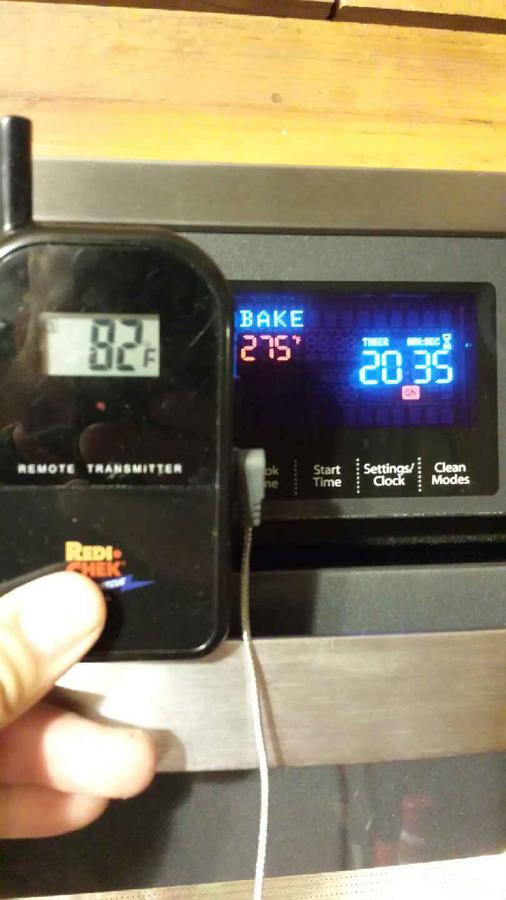 82°F
REMOTE TRANSMITTER
REDI
CHEK
BAKE
275°F
TIMER MIN:SEC
20 35
ON
Start
Time
Settings/
Clock
Clean
Modes